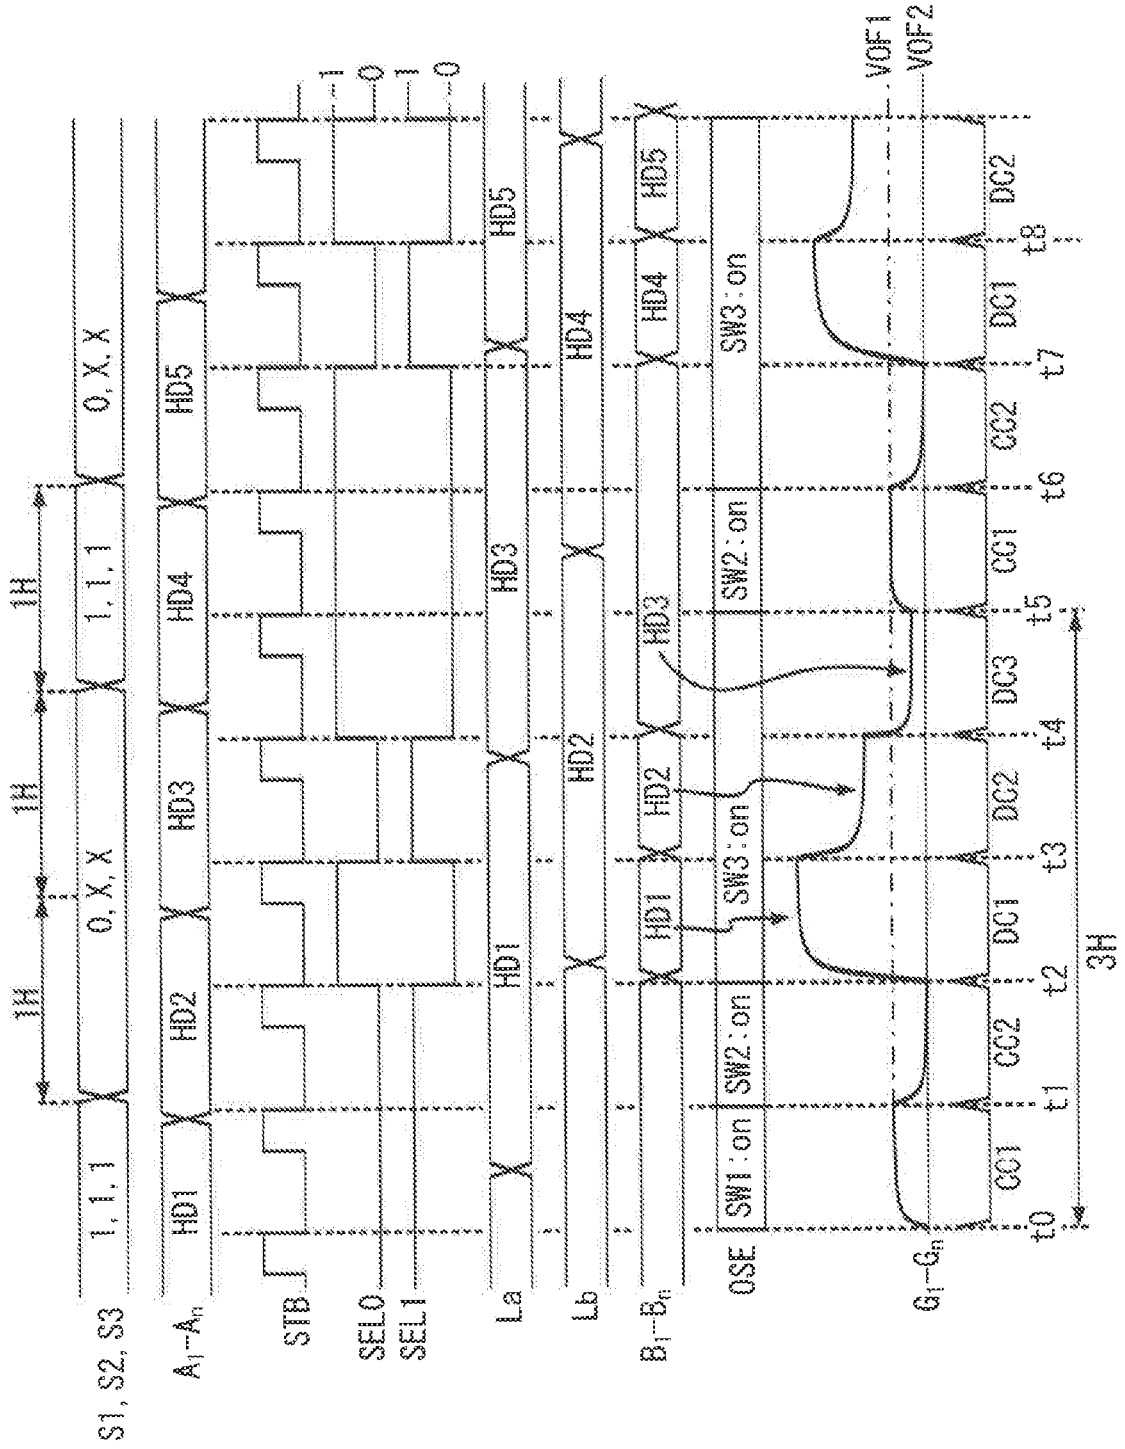 1H 1H 1H
S1, S2, S3 1, 1, 1 0, X, X 1, 1, 1 0, X, X
A1-An HD1 HD2 HD3 HD4 HD5
STB
SEL0 1 0
SEL1 1 0
La HD1 HD3 HD5
Lb HD2 HD4
B1-Bn HD1 HD2 HD3 HD4 HD5
OSE SW1:on SW2:on SW3:on SW2:on SW3:on
VOF1
VOF2
G1-Gn
CC1 CC2 DC1 DC2 DC3 CC1 CC2 DC1 DC2
t0 t1 t2 t3 t4 t5 t6 t7 t8
3H